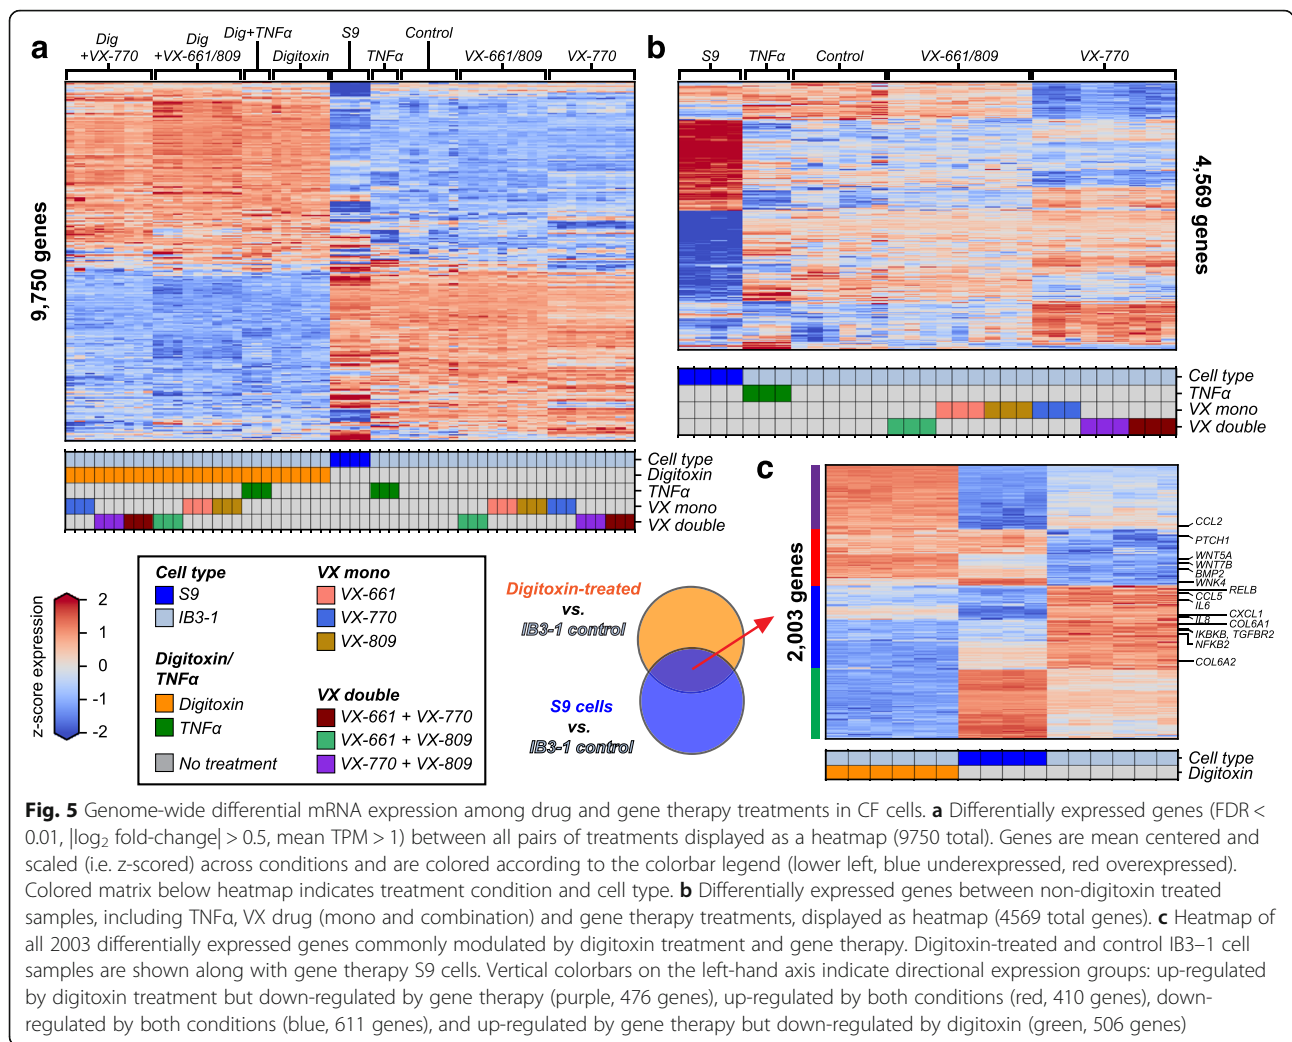 a
Dig
+VX-770
Dig
+VX-661/809
Dig+TNFα
Digitoxin
S9
TNFα
Control
VX-661/809
VX-770
9,750 genes
Cell type
Digitoxin
TNFα
VX mono
VX double
b
S9
TNFα
Control
VX-661/809
VX-770
4,569 genes
Cell type
TNFα
VX mono
VX double
z-score expression
2
1
0
-1
-2
Cell type
S9
IB3-1
Digitoxin/
TNFα
Digitoxin
TNFα
No treatment
VX mono
VX-661
VX-770
VX-809
VX double
VX-661 + VX-770
VX-661 + VX-809
VX-770 + VX-809
Digitoxin-treated
vs.
IB3-1 control
S9 cells
vs.
IB3-1 control
c
2,003 genes
CCL2
PTCH1
WNT5A
WNT7B
BMP2
WNK4
RELB
CCL5
IL6
CXCL1
IL8
COL6A1
IKBKB, TGFBR2
NFKB2
COL6A2
Cell type
Digitoxin
Fig. 5 Genome-wide differential mRNA expression among drug and gene therapy treatments in CF cells. a Differentially expressed genes (FDR <
0.01, |log2 fold-change| > 0.5, mean TPM > 1) between all pairs of treatments displayed as a heatmap (9750 total). Genes are mean centered and
scaled (i.e. z-scored) across conditions and are colored according to the colorbar legend (lower left, blue underexpressed, red overexpressed).
Colored matrix below heatmap indicates treatment condition and cell type. b Differentially expressed genes between non-digitoxin treated
samples, including TNFα, VX drug (mono and combination) and gene therapy treatments, displayed as heatmap (4569 total genes). c Heatmap of
all 2003 differentially expressed genes commonly modulated by digitoxin treatment and gene therapy. Digitoxin-treated and control IB3–1 cell
samples are shown along with gene therapy S9 cells. Vertical colorbars on the left-hand axis indicate directional expression groups: up-regulated
by digitoxin treatment but down-regulated by gene therapy (purple, 476 genes), up-regulated by both conditions (red, 410 genes), down-
regulated by both conditions (blue, 611 genes), and up-regulated by gene therapy but down-regulated by digitoxin (green, 506 genes)